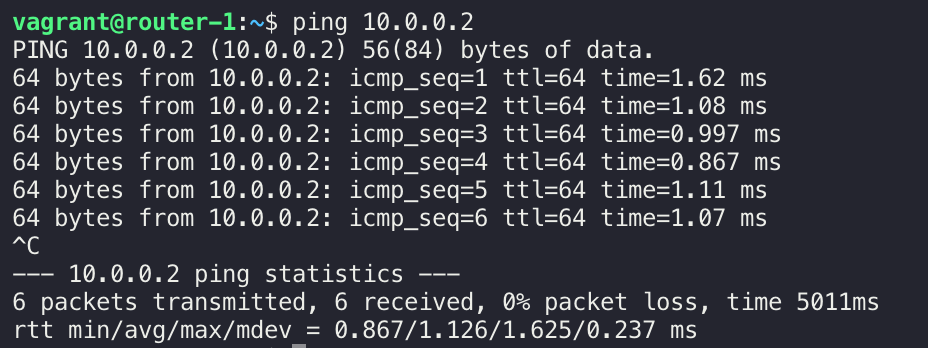 vagrant@router-1:~$ ping 10.0.0.2
PING 10.0.0.2 (10.0.0.2) 56(84) bytes of data.
64 bytes from 10.0.0.2: icmp_seq=1 ttl=64 time=1.62 ms
64 bytes from 10.0.0.2: icmp_seq=2 ttl=64 time=1.08 ms
64 bytes from 10.0.0.2: icmp_seq=3 ttl=64 time=0.997 ms
64 bytes from 10.0.0.2: icmp_seq=4 ttl=64 time=0.867 ms
64 bytes from 10.0.0.2: icmp_seq=5 ttl=64 time=1.11 ms
64 bytes from 10.0.0.2: icmp_seq=6 ttl=64 time=1.07 ms
^C
--- 10.0.0.2 ping statistics ---
6 packets transmitted, 6 received, 0% packet loss, time 5011ms
rtt min/avg/max/mdev = 0.867/1.126/1.625/0.237 ms